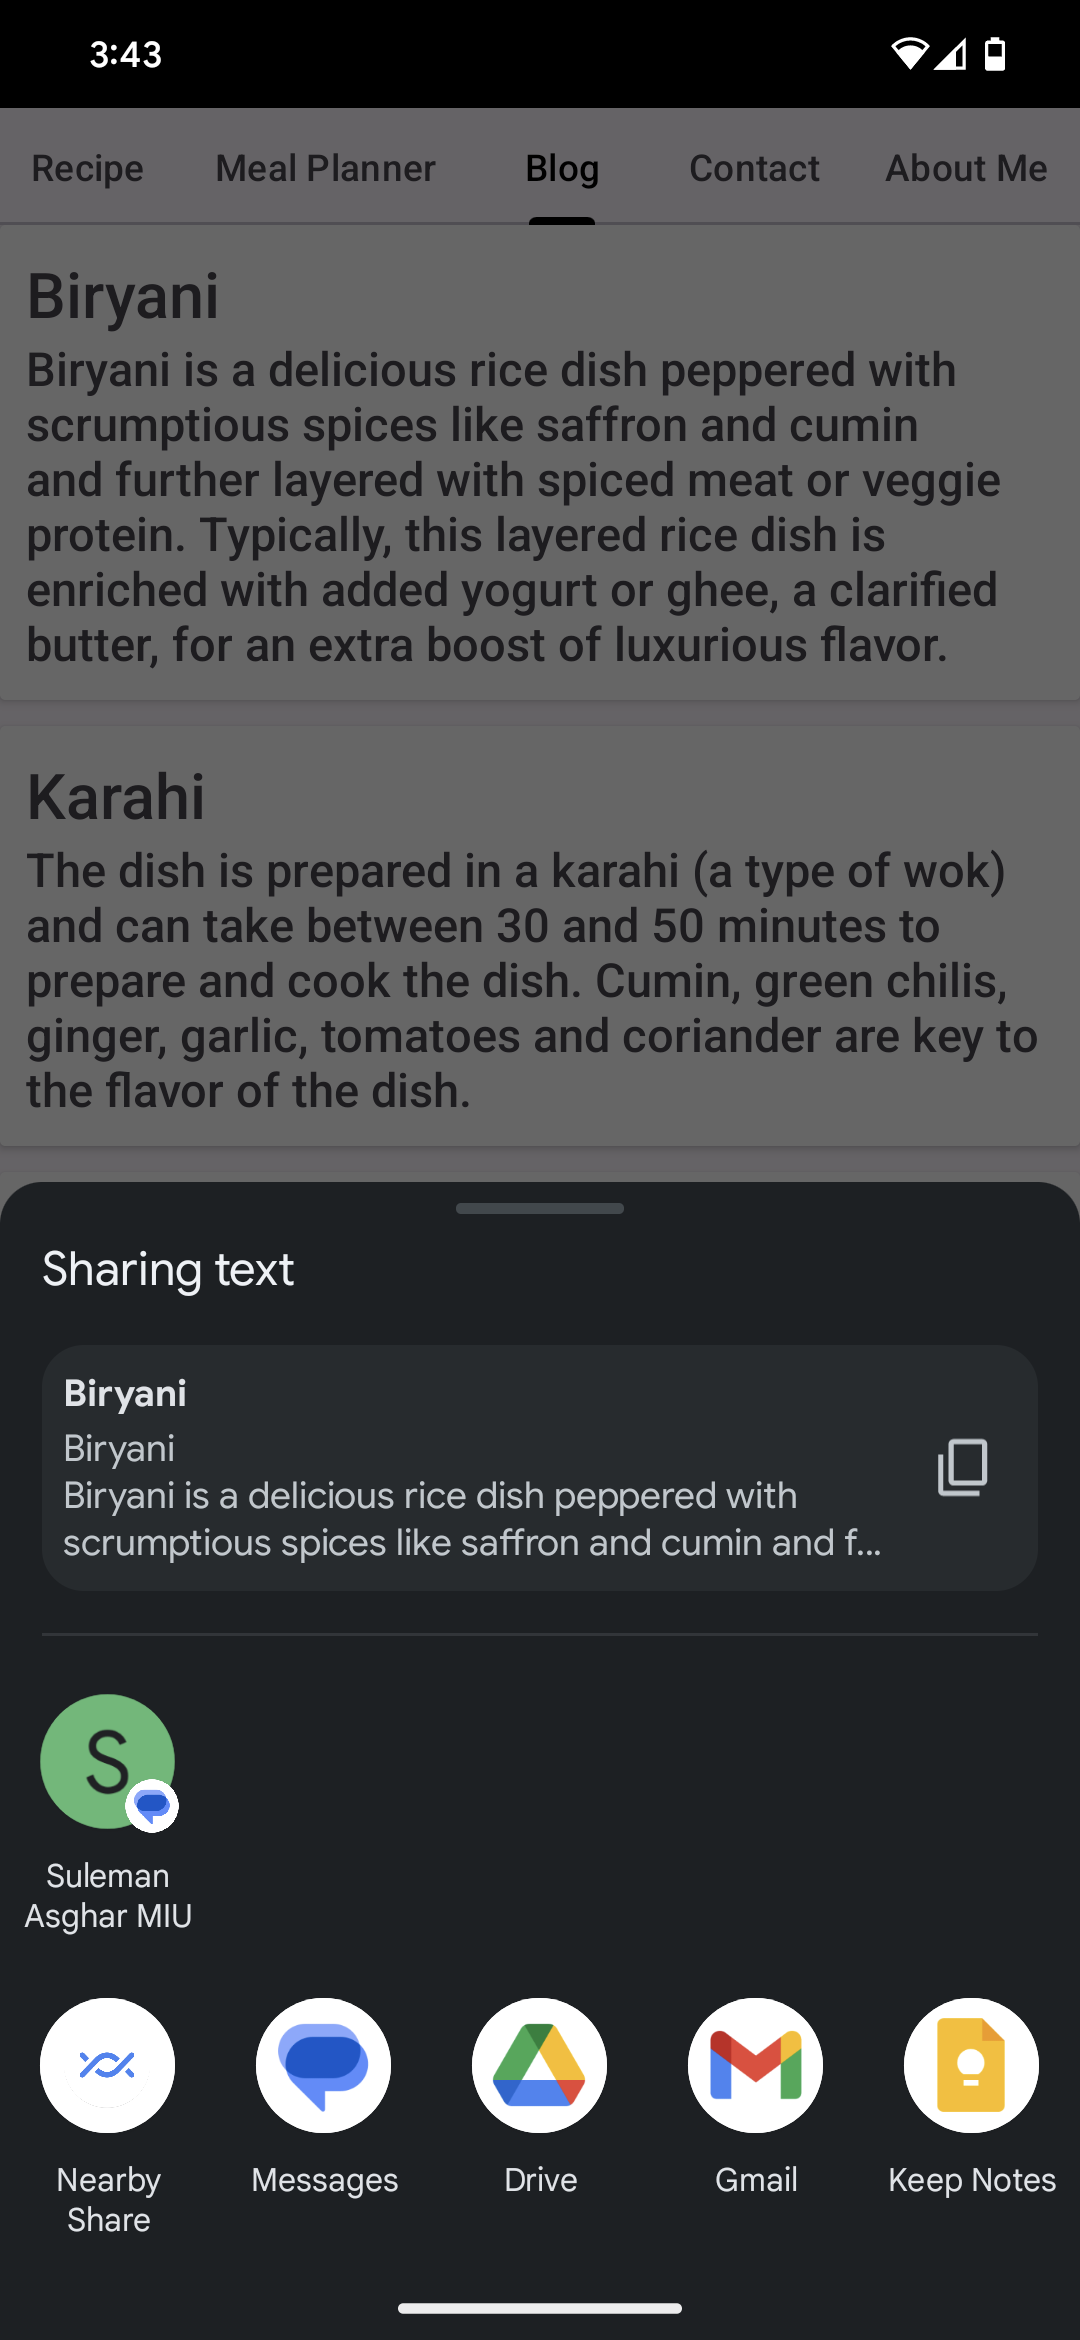 3:43
Recipe Meal Planner Blog Contact About Me
Biryani
Biryani is a delicious rice dish peppered with
scrumptious spices like saffron and cumin
and further layered with spiced meat or veggie
protein. Typically, this layered rice dish is
enriched with added yogurt or ghee, a clarified
butter, for an extra boost of luxurious flavor.
Karahi
The dish is prepared in a karahi (a type of wok)
and can take between 30 and 50 minutes to
prepare and cook the dish. Cumin, green chilis,
ginger, garlic, tomatoes and coriander are key to
the flavor of the dish.
Sharing text
Biryani
Biryani
Biryani is a delicious rice dish peppered with
scrumptious spices like saffron and cumin and f...
S
Suleman
Asghar MIU
Nearby
Share
Messages
Drive
Gmail
Keep Notes